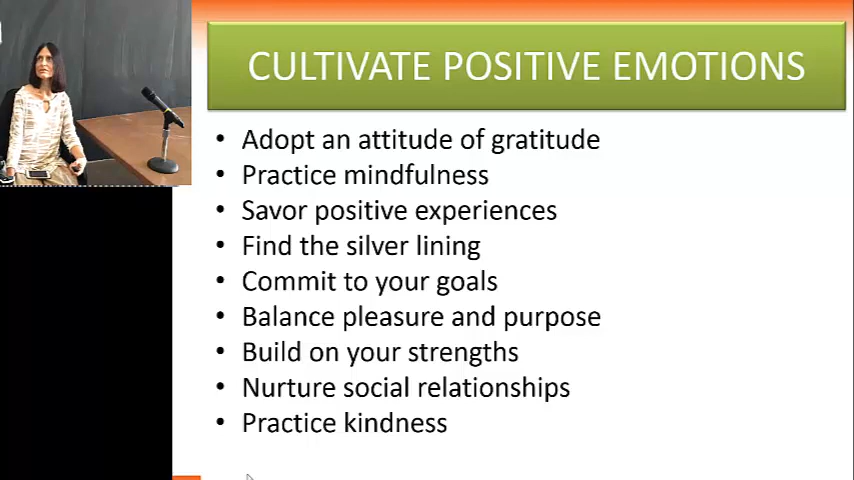 CULTIVATE POSITIVE EMOTIONS
• Adopt an attitude of gratitude
• Practice mindfulness
• Savor positive experiences
• Find the silver lining
• Commit to your goals
• Balance pleasure and purpose
• Build on your strengths
• Nurture social relationships
• Practice kindness